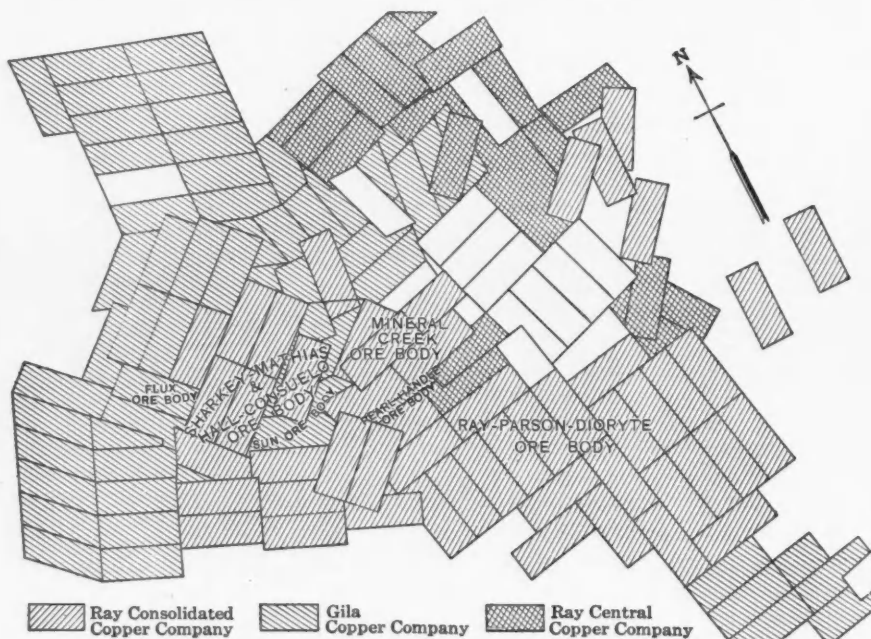 N
MINERAL
CREEK
ORE BODY
SHARKEY-MATHIAS
&
HALL-CONSUELO
ORE BODY
FLUX
ORE BODY
SUN ORE BODY
PEARL-HANDLE
ORE BODY
RAY-PARSON-DIORYTE
ORE BODY
Ray Consolidated
Copper Company
Gila
Copper Company
Ray Central
Copper Company